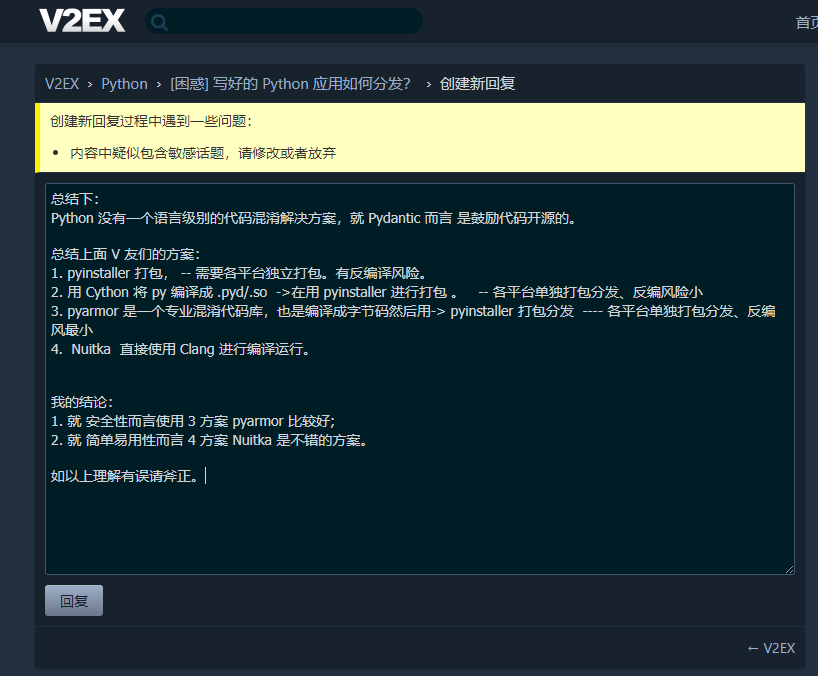 V2EX
首页
V2EX › Python › [困惑] 写好的 Python 应用如何分发? › 创建新回复
创建新回复过程中遇到一些问题:
• 内容中疑似包含敏感话题，请修改或者放弃
总结下:
Python 没有一个语言级别的代码混淆解决方案，就 Pydantic 而言 是鼓励代码开源的。
总结上面 V 友们的方案:
1. pyinstaller 打包， -- 需要各平台独立打包。有反编译风险。
2. 用 Cython 将 py 编译成 .pyd/.so ->在用 pyinstaller 进行打包 。 -- 各平台单独打包分发、反编风险小
3. pyarmor 是一个专业混淆代码库，也是编译成字节码然后用-> pyinstaller 打包分发 ---- 各平台单独打包分发、反编
风最小
4. Nuitka 直接使用 Clang 进行编译运行。
我的结论:
1. 就 安全性而言使用 3 方案 pyarmor 比较好;
2. 就 简单易用性而言 4 方案 Nuitka 是不错的方案。
如以上理解有误请斧正。
回复
← V2EX